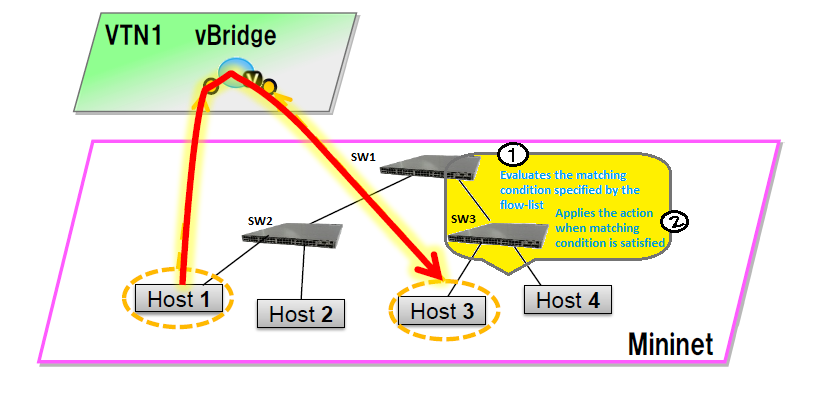 VTN1 vBridge
1
SW1
Evaluates the matching
condition specified by the
flow-list
Applies the action
when matching
condition is satisfied
2
SW2
SW3
Host 1
Host 2
Host 3
Host 4
Mininet